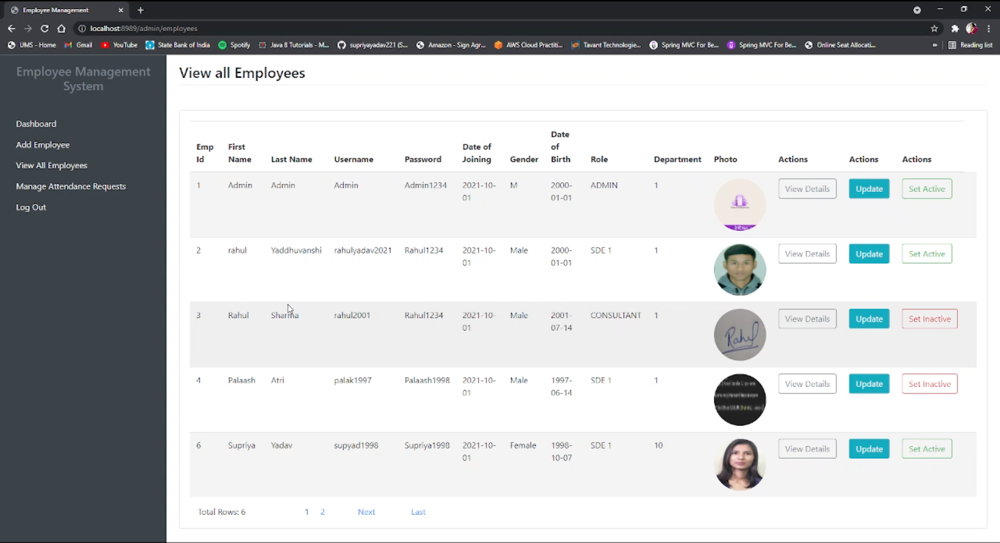 Employee Management
localhost:8989/admin/employees
UMS - Home Gmail YouTube State Bank of India Spotify Java 8 Tutorials - M... supriyayadav221 (S... Amazon - Sign Agr... AWS Cloud Practiti... Tavant Technologie... Spring MVC For Be... Spring MVC For Be... Online Seat Allocati... » Reading list
Employee Management
System
Dashboard
Add Employee
View All Employees
Manage Attendance Requests
Log Out
View all Employees
Emp Id First Name Last Name Username Password Date of Joining Gender Date of Birth Role Department Photo Actions Actions Actions
1 Admin Admin Admin Admin1234 2021-10-01 M 2000-01-01 ADMIN 1 View Details Update Set Active
Infosys
2 rahul Yaddhuvanshi rahulyadav2021 Rahul1234 2021-10-01 Male 2000-01-01 SDE 1 1 View Details Update Set Active
3 Rahul Sharma rahul2001 Rahul1234 2021-10-01 Male 2001-07-14 CONSULTANT 1 Rahul View Details Update Set Inactive
4 Palaash Atri palak1997 Palaash1998 2021-10-01 Male 1997-06-14 SDE 1 1 View Details Update Set Inactive
6 Supriya Yadav supyad1998 Supriya1998 2021-10-01 Female 1998-10-07 SDE 1 10 View Details Update Set Active
Total Rows: 6 1 2 Next Last